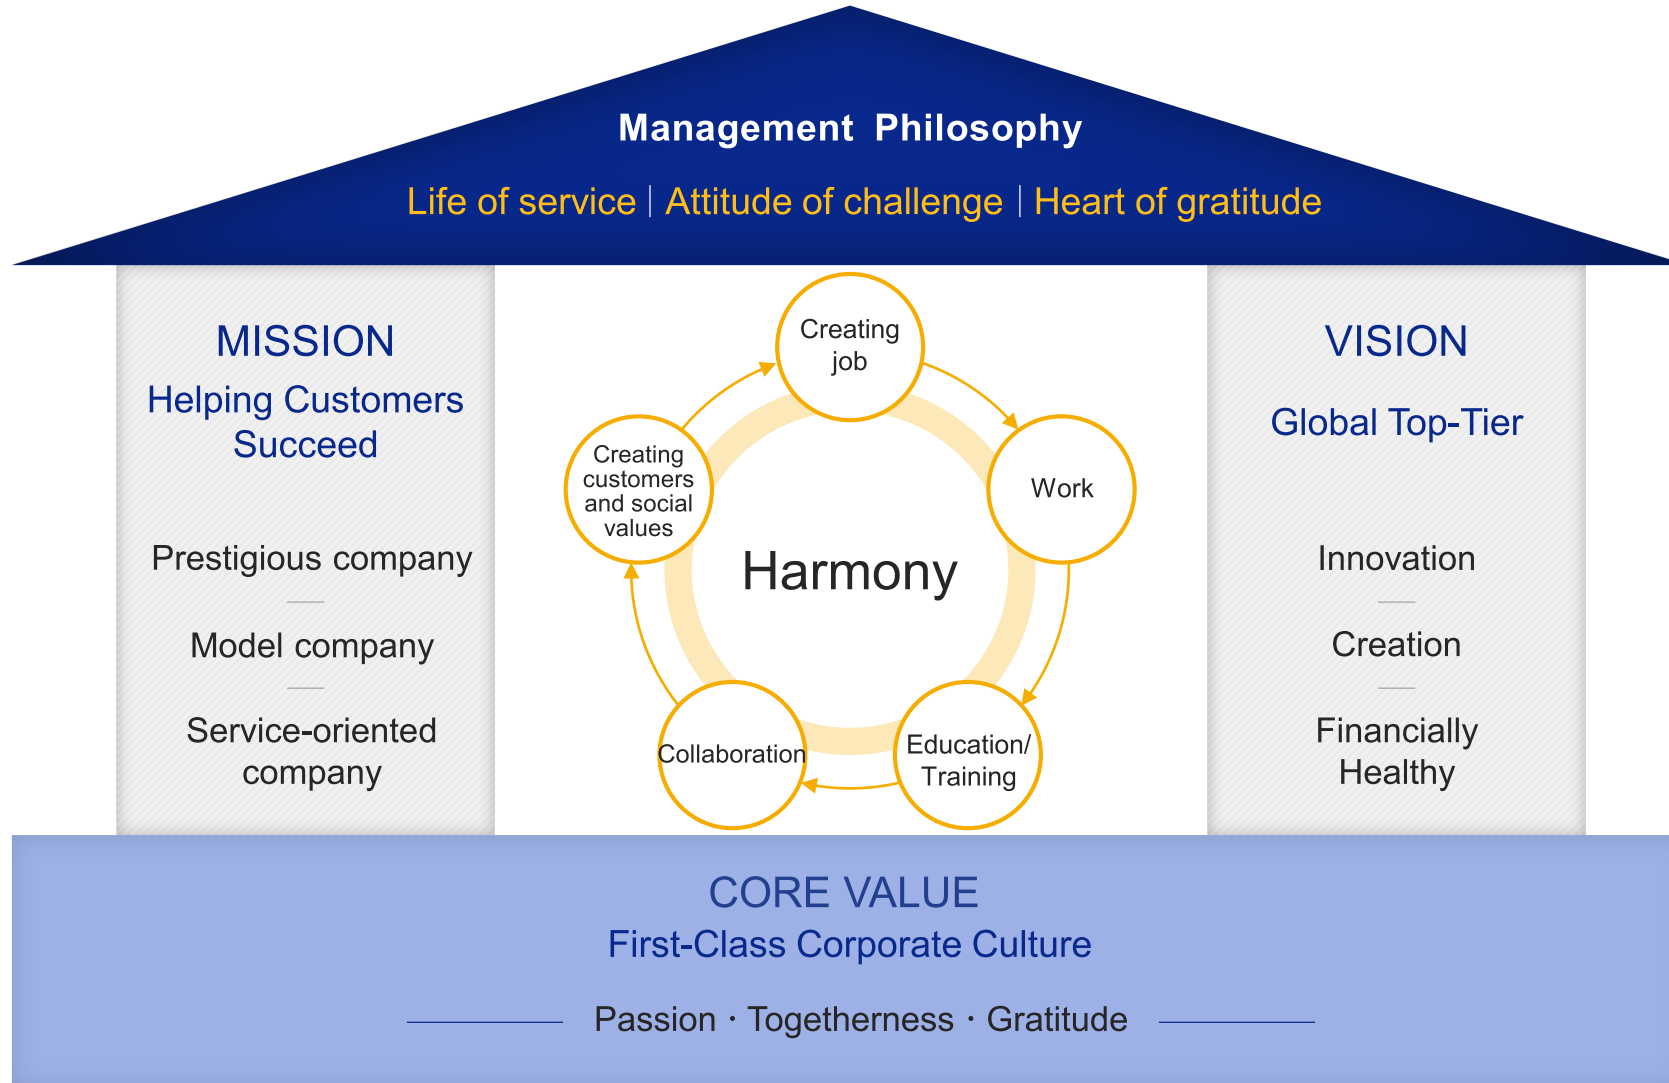 Management Philosophy
Life of service | Attitude of challenge | Heart of gratitude
MISSION
Helping Customers
Succeed
Prestigious company
Model company
Service-oriented
company
Creating
job
Work
Education/
Training
Collaboration
Creating
customers
and social
values
Harmony
VISION
Global Top-Tier
Innovation
Creation
Financially
Healthy
CORE VALUE
First-Class Corporate Culture
Passion · Togetherness · Gratitude